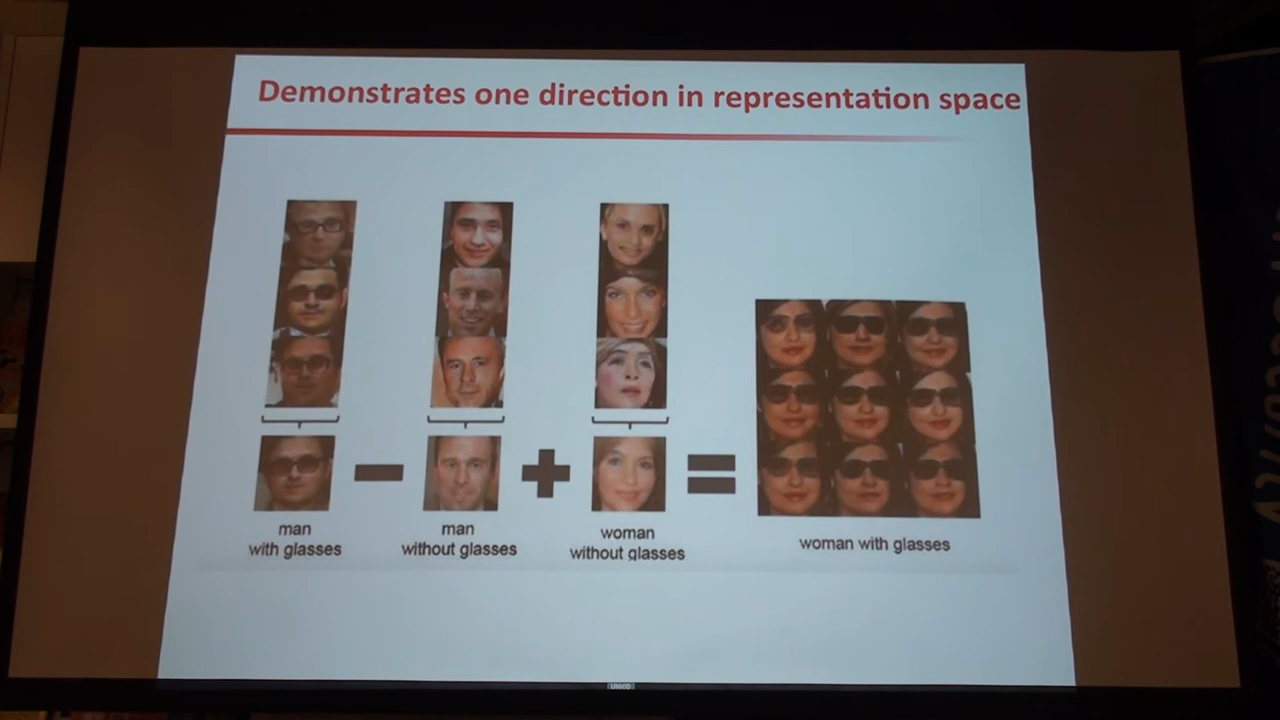 Demonstrates one direction in representation space
man
with glasses
man
without glasses
woman
without glasses
woman with glasses